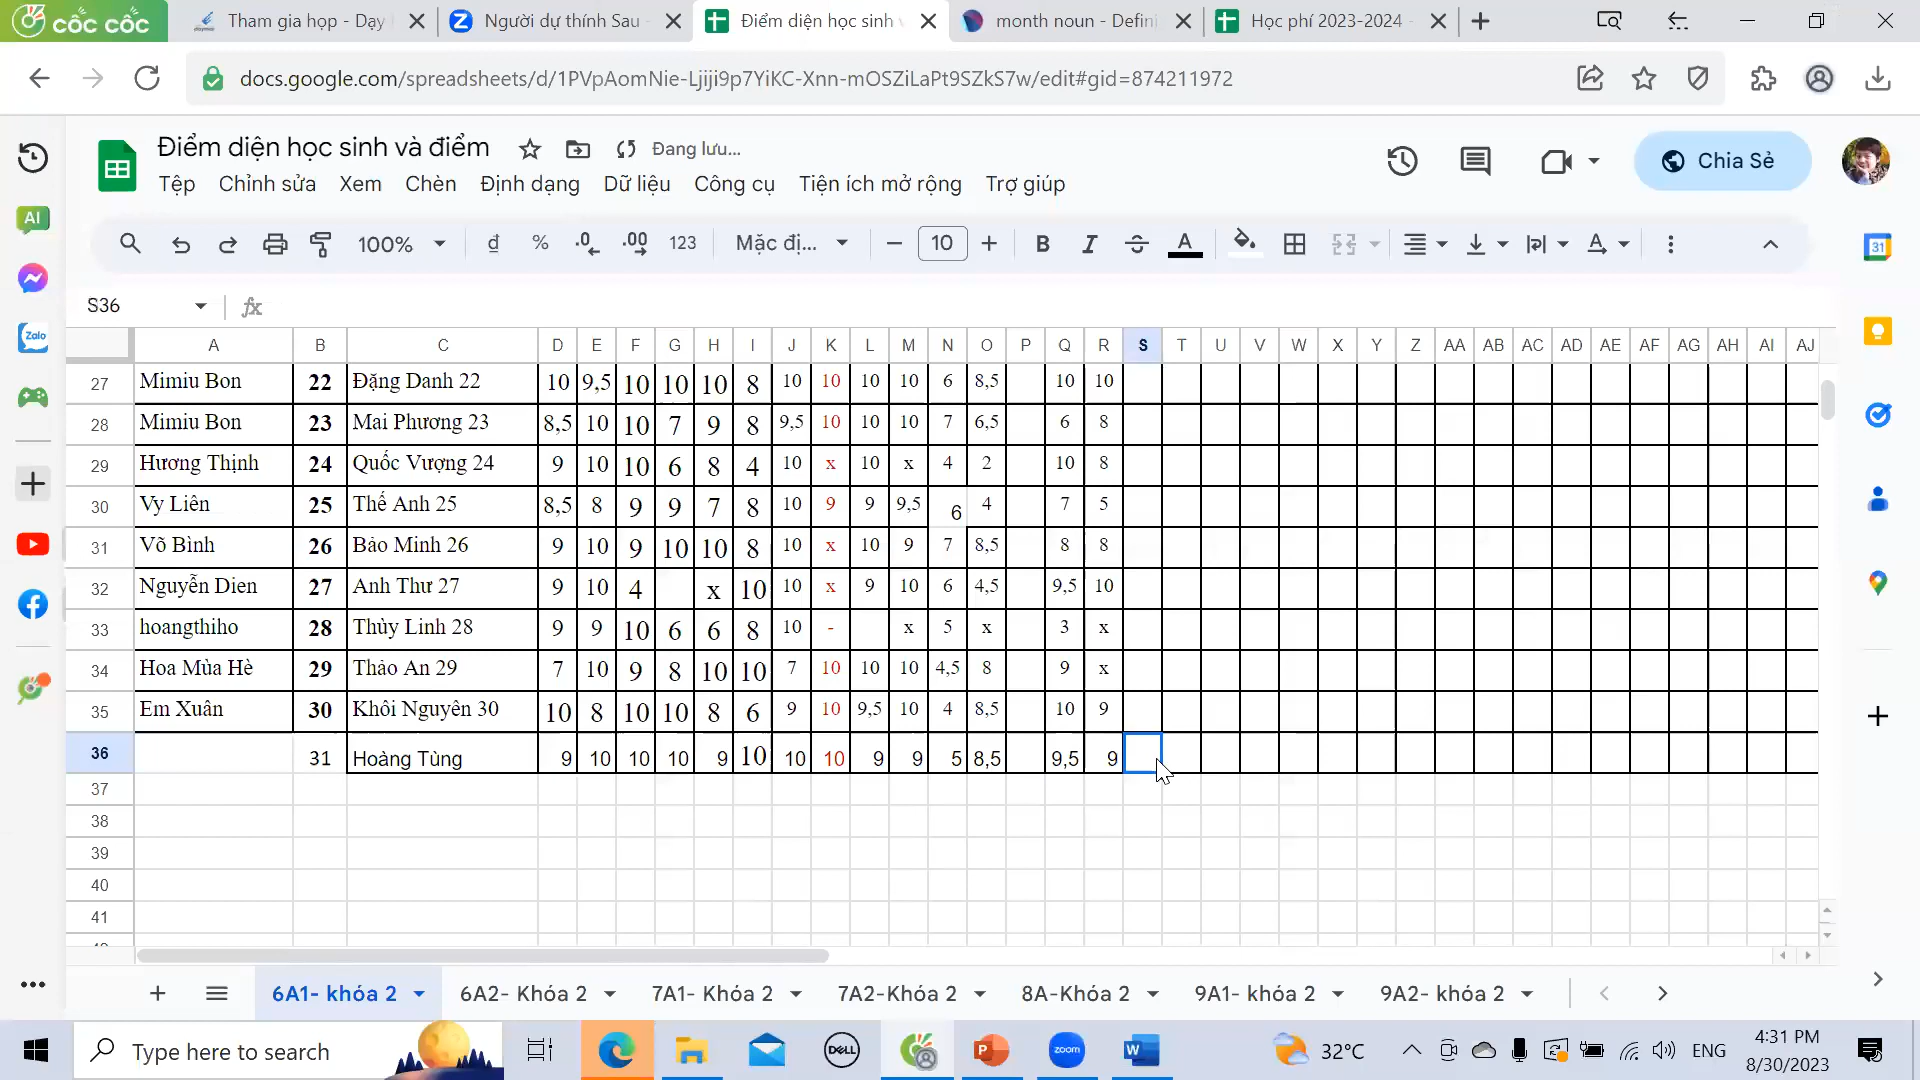 cốc cốc
Tham gia họp - Dạy
Người dự thính Sau -
Điểm diện học sinh v
month noun - Defini
Học phí 2023-2024 -
docs.google.com/spreadsheets/d/1PVpAomNie-Ljiji9p7YiKC-Xnn-mOSZiLaPt9SZkS7w/edit#gid=874211972
Điểm diện học sinh và điểm
Đang lưu...
Tệp Chỉnh sửa Xem Chèn Định dạng Dữ liệu Công cụ Tiện ích mở rộng Trợ giúp
Chia Sẻ
AI
Zalo
31
100% ₫ % .0 .00 123 Mặc đị... 10 B I S A
S36 fx
A B C D E F G H I J K L M N O P Q R S T U V W X Y Z AA AB AC AD AE AF AG AH AI AJ
27 Mimiu Bon 22 Đặng Danh 22 10 9,5 10 10 10 8 10 10 10 10 6 8,5 10 10
28 Mimiu Bon 23 Mai Phương 23 8,5 10 10 7 9 8 9,5 10 10 10 7 6,5 6 8
29 Hương Thịnh 24 Quốc Vượng 24 9 10 10 6 8 4 10 x 10 x 4 2 10 8
30 Vy Liên 25 Thế Anh 25 8,5 8 9 9 7 8 10 9 9 9,5 6 4 7 5
31 Võ Bình 26 Bảo Minh 26 9 10 9 10 10 8 10 x 10 9 7 8,5 8 8
32 Nguyễn Dien 27 Anh Thư 27 9 10 4 x 10 10 x 9 10 6 4,5 9,5 10
33 hoangthiho 28 Thùy Linh 28 9 9 10 6 6 8 10 - x 5 x 3 x
34 Hoa Mùa Hè 29 Thảo An 29 7 10 9 8 10 10 7 10 10 10 4,5 8 9 x
35 Em Xuân 30 Khôi Nguyên 30 10 8 10 10 8 6 9 10 9,5 10 4 8,5 10 9
36 31 Hoàng Tùng 9 10 10 10 9 10 10 10 9 9 5 8,5 9,5 9
37
38
39
40
41
6A1- khóa 2 6A2- Khóa 2 7A1- Khóa 2 7A2-Khóa 2 8A-Khóa 2 9A1- khóa 2 9A2- khóa 2
Type here to search
DELL
P
zoom
W
32°C
ENG
4:31 PM
8/30/2023